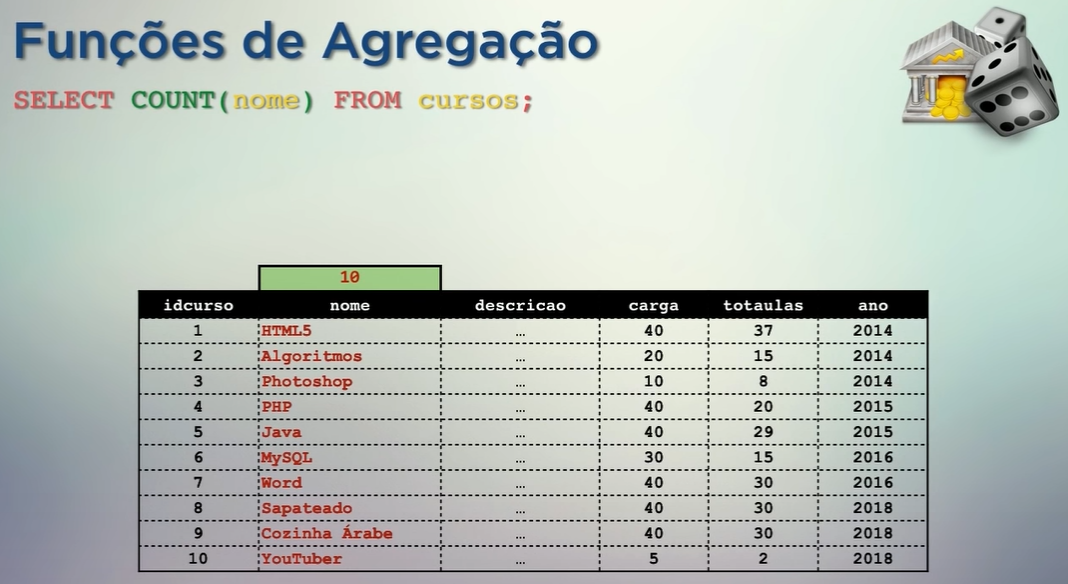 Funções de Agregação
SELECT COUNT(nome) FROM cursos;
10
idcurso nome descricao carga totaulas ano
1 HTML5 … 40 37 2014
2 Algoritmos … 20 15 2014
3 Photoshop … 10 8 2014
4 PHP … 40 20 2015
5 Java … 40 29 2015
6 MySQL … 30 15 2016
7 Word … 40 30 2016
8 Sapateado … 40 30 2018
9 Cozinha Árabe … 40 30 2018
10 YouTuber … 5 2 2018